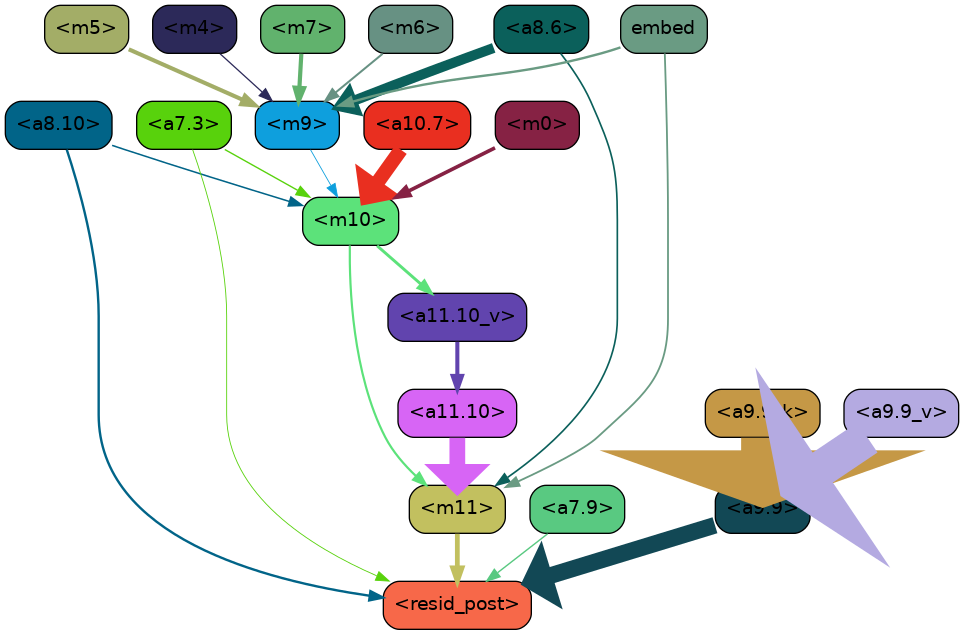 <m5> <m4> <m7> <m6> <a8.6> embed
<a8.10> <a7.3> <m9> <a10.7> <m0>
<m10>
<a11.10_v>
<a11.10> <a9.9_k> <a9.9_v>
<m11> <a7.9> <a9.9>
<resid_post>